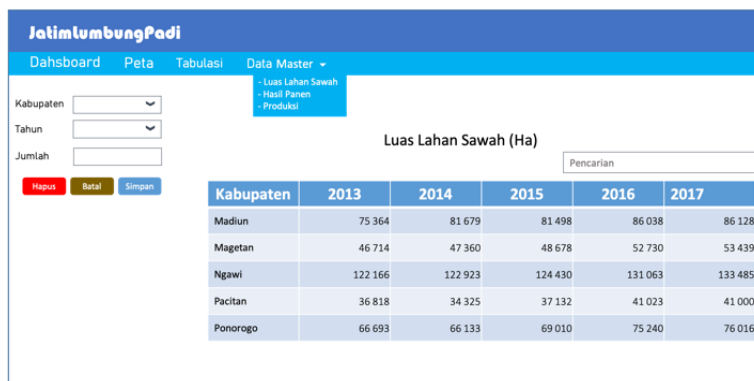 JatimlumbungPadi
Dahsboard Peta Tabulasi Data Master
- Luas Lahan Sawah
- Hasil Panen
- Produksi
Kabupaten
Tahun
Jumlah
Hapus Batal Simpan
Luas Lahan Sawah (Ha)
Pencarian
Kabupaten 2013 2014 2015 2016 2017
Madiun 75 364 81 679 81 498 86 038 86 128
Magetan 46 714 47 360 48 678 52 730 53 439
Ngawi 122 166 122 923 124 430 131 063 133 485
Pacitan 36 818 34 325 37 132 41 023 41 000
Ponorogo 66 693 66 133 69 010 75 240 76 016